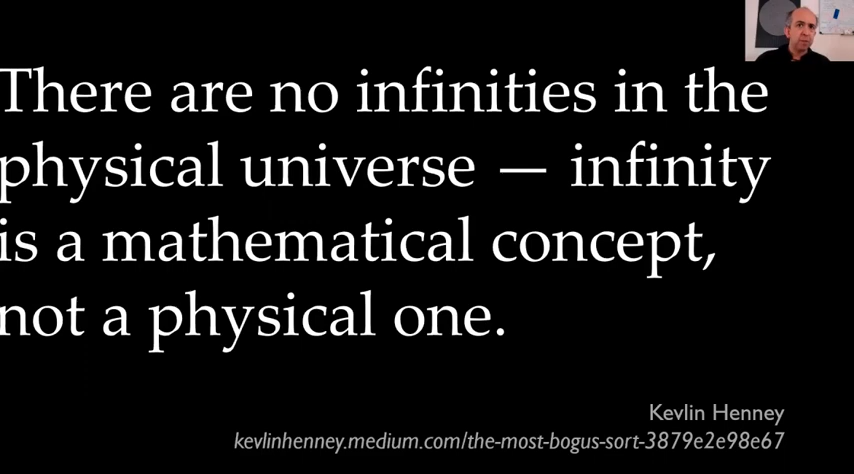 There are no infinities in the
physical universe — infinity
is a mathematical concept,
not a physical one.
Kevlin Henney
kevlinhenney.medium.com/the-most-bogus-sort-3879e2e98e67